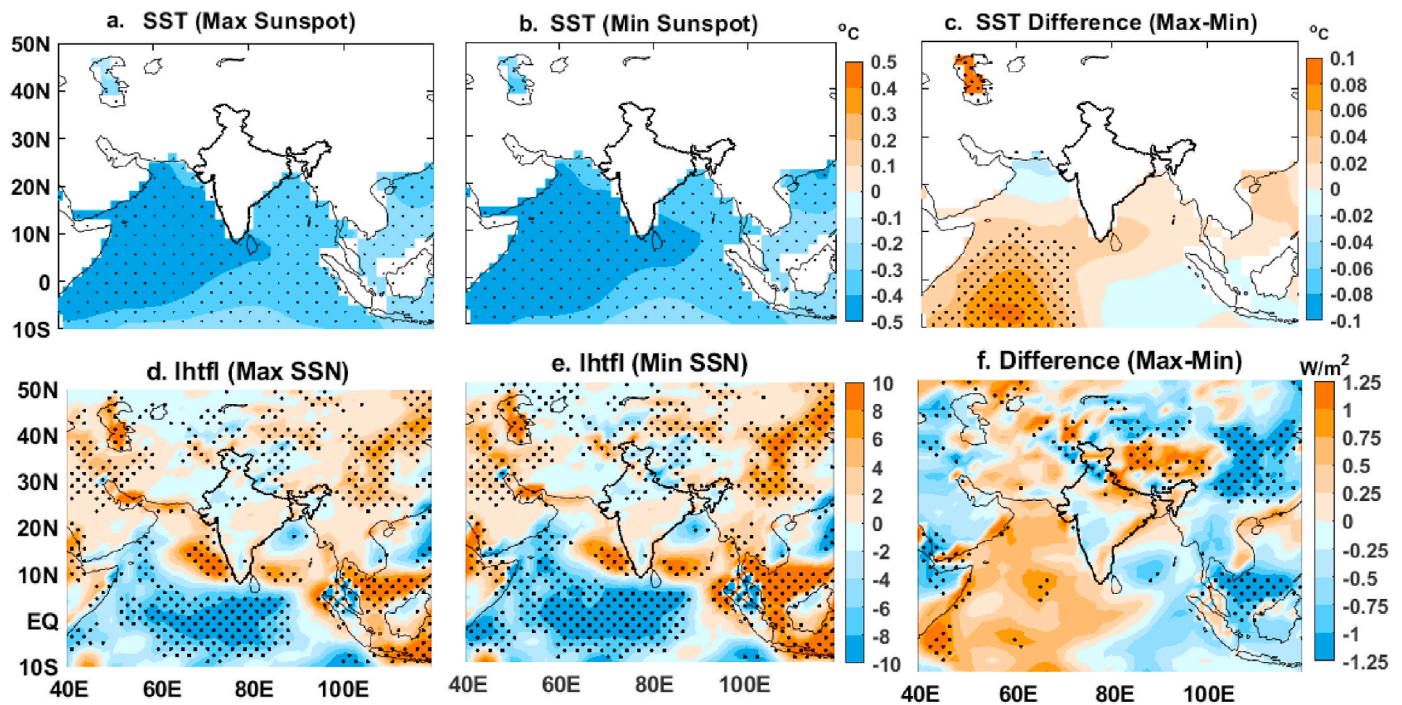 a. SST (Max Sunspot)
b. SST (Min Sunspot)
c. SST Difference (Max-Min)
oC
oC
50N
40N
30N
20N
10N
0
10S
0.5
0.4
0.3
0.2
0.1
0
-0.1
-0.2
-0.3
-0.4
-0.5
0.1
0.08
0.06
0.04
0.02
0
-0.02
-0.04
-0.06
-0.08
-0.1
d. lhtfl (Max SSN)
e. lhtfl (Min SSN)
f. Difference (Max-Min)
W/m2
50N
40N
30N
20N
10N
EQ
10S
10
8
6
4
2
0
-2
-4
-6
-8
-10
1.25
1
0.75
0.5
0.25
0
-0.25
-0.5
-0.75
-1
-1.25
40E 60E 80E 100E
40E 60E 80E 100E
40E 60E 80E 100E